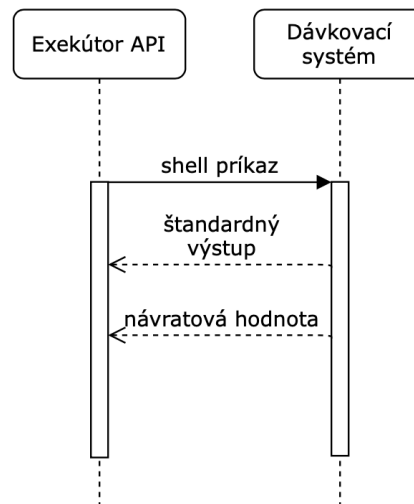 Exekútor API
Dávkovací
systém
shell príkaz
štandardný
výstup
návratová hodnota